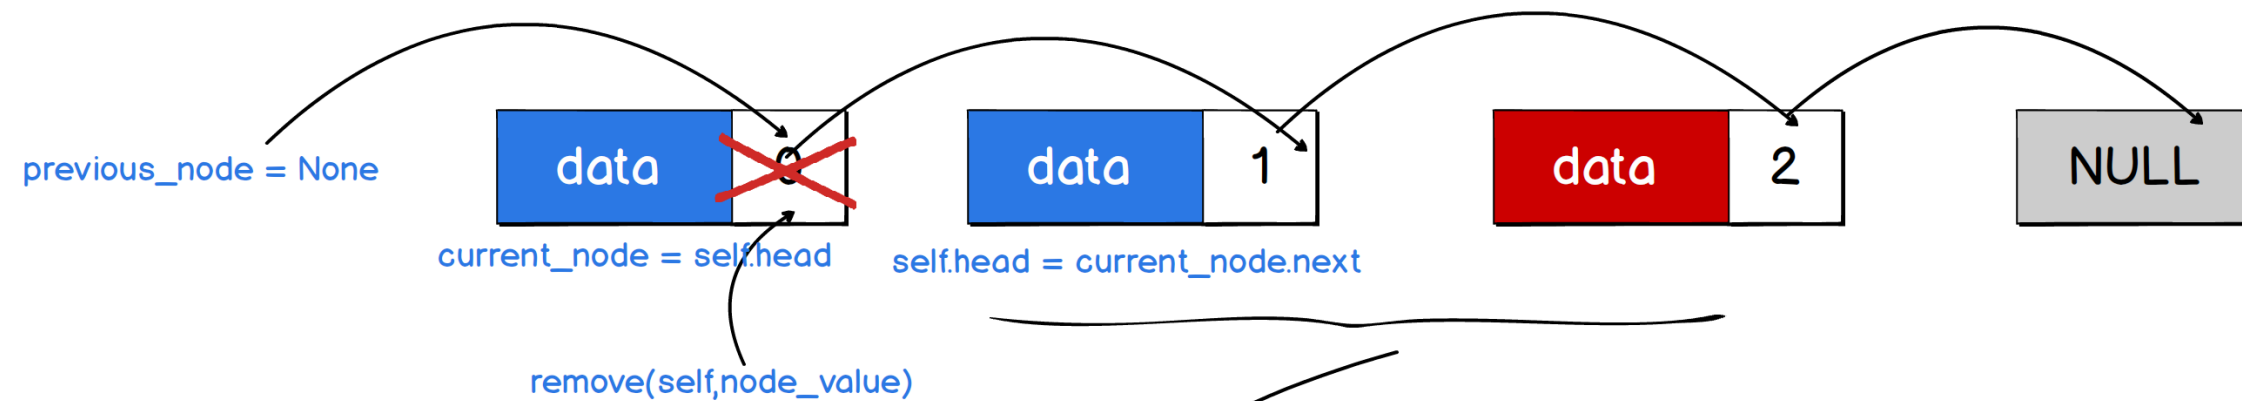 previous_node = None
data 0
data 1
data 2
NULL
current_node = self.head
self.head = current_node.next
remove(self,node_value)